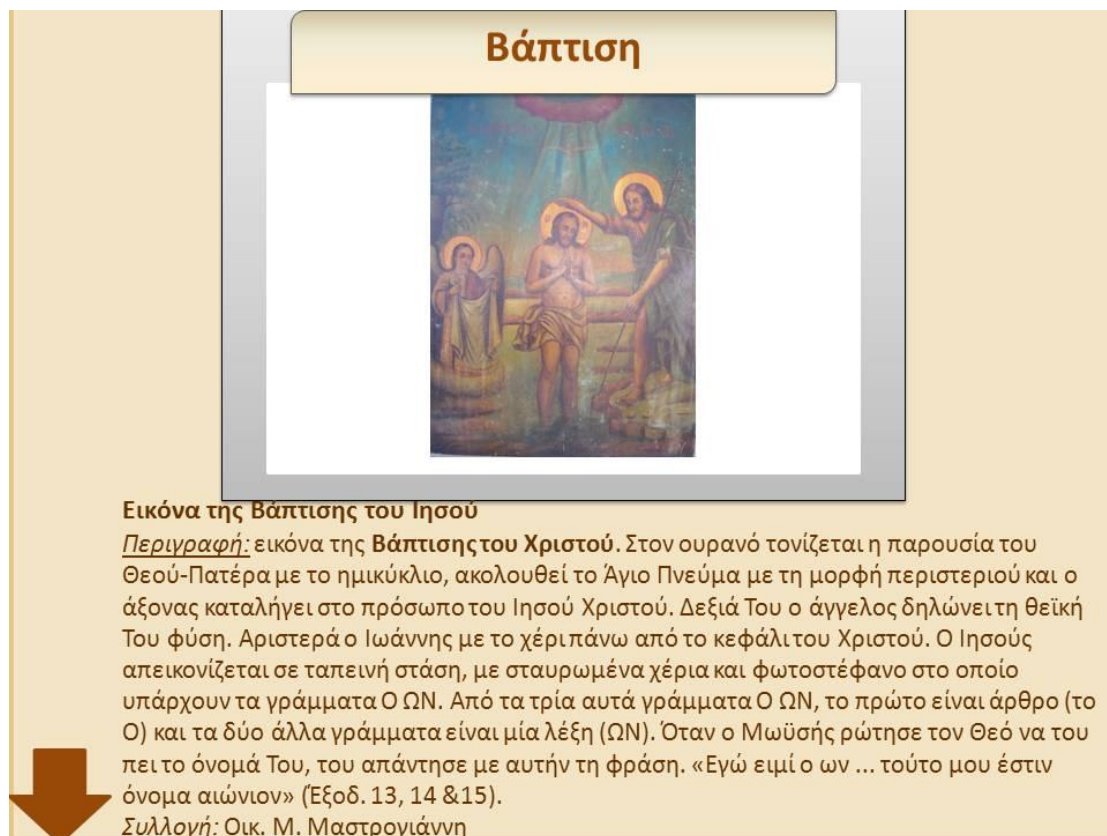 Βάπτιση
Εικόνα της Βάπτισης του Ιησού
Περιγραφή: εικόνα της Βάπτισης του Χριστού. Στον ουρανό τονίζεται η παρουσία του
Θεού-Πατέρα με το ημικύκλιο, ακολουθεί το Άγιο Πνεύμα με τη μορφή περιστεριού και ο
άξονας καταλήγει στο πρόσωπο του Ιησού Χριστού. Δεξιά Του ο άγγελος δηλώνει τη θεϊκή
Του φύση. Αριστερά ο Ιωάννης με το χέρι πάνω από το κεφάλι του Χριστού. Ο Ιησούς
απεικονίζεται σε ταπεινή στάση, με σταυρωμένα χέρια και φωτοστέφανο στο οποίο
υπάρχουν τα γράμματα Ο ΩΝ. Από τα τρία αυτά γράμματα Ο ΩΝ, το πρώτο είναι άρθρο (το
Ο) και τα δύο άλλα γράμματα είναι μία λέξη (ΩΝ). Όταν ο Μωϋσής ρώτησε τον Θεό να του
πει το όνομά Του, του απάντησε με αυτήν τη φράση. «Εγώ ειμί ο ων ... τούτο μου έστιν
όνομα αιώνιον» (Έξοδ. 13, 14 &15).
Συλλογή: Οικ. Μ. Μαστρογιάννη